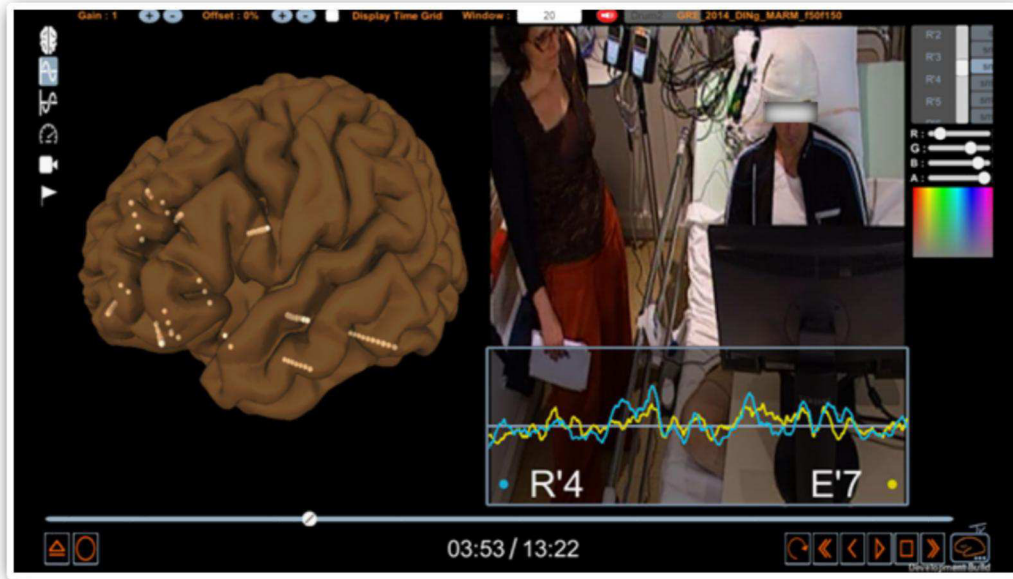 Gain : 1
Offset : 0%
Display Time Grid
Window : 20
GRE_2014_DINg_MARM_f50f150
R'2
R'3
R'4
R'5
R :
G :
B :
A :
R'4
E'7
03:53 / 13:22
Development Build